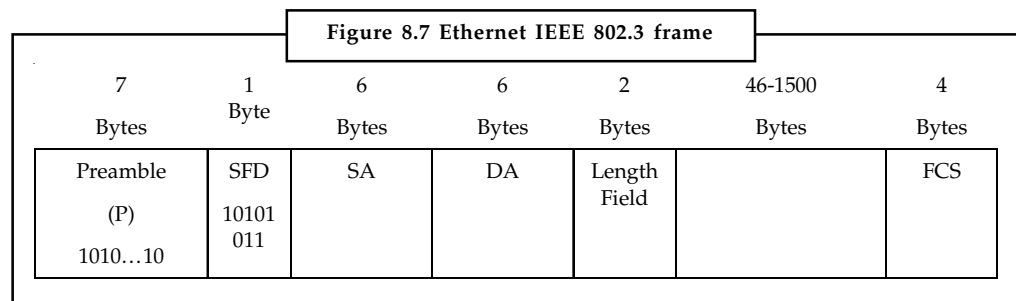 Figure 8.7 Ethernet IEEE 802.3 frame
7 1 6 6 2 46-1500 4
Bytes Byte Bytes Bytes Bytes Bytes Bytes
Preamble SFD SA DA Length FCS
(P) 10101 Field
1010…10 011